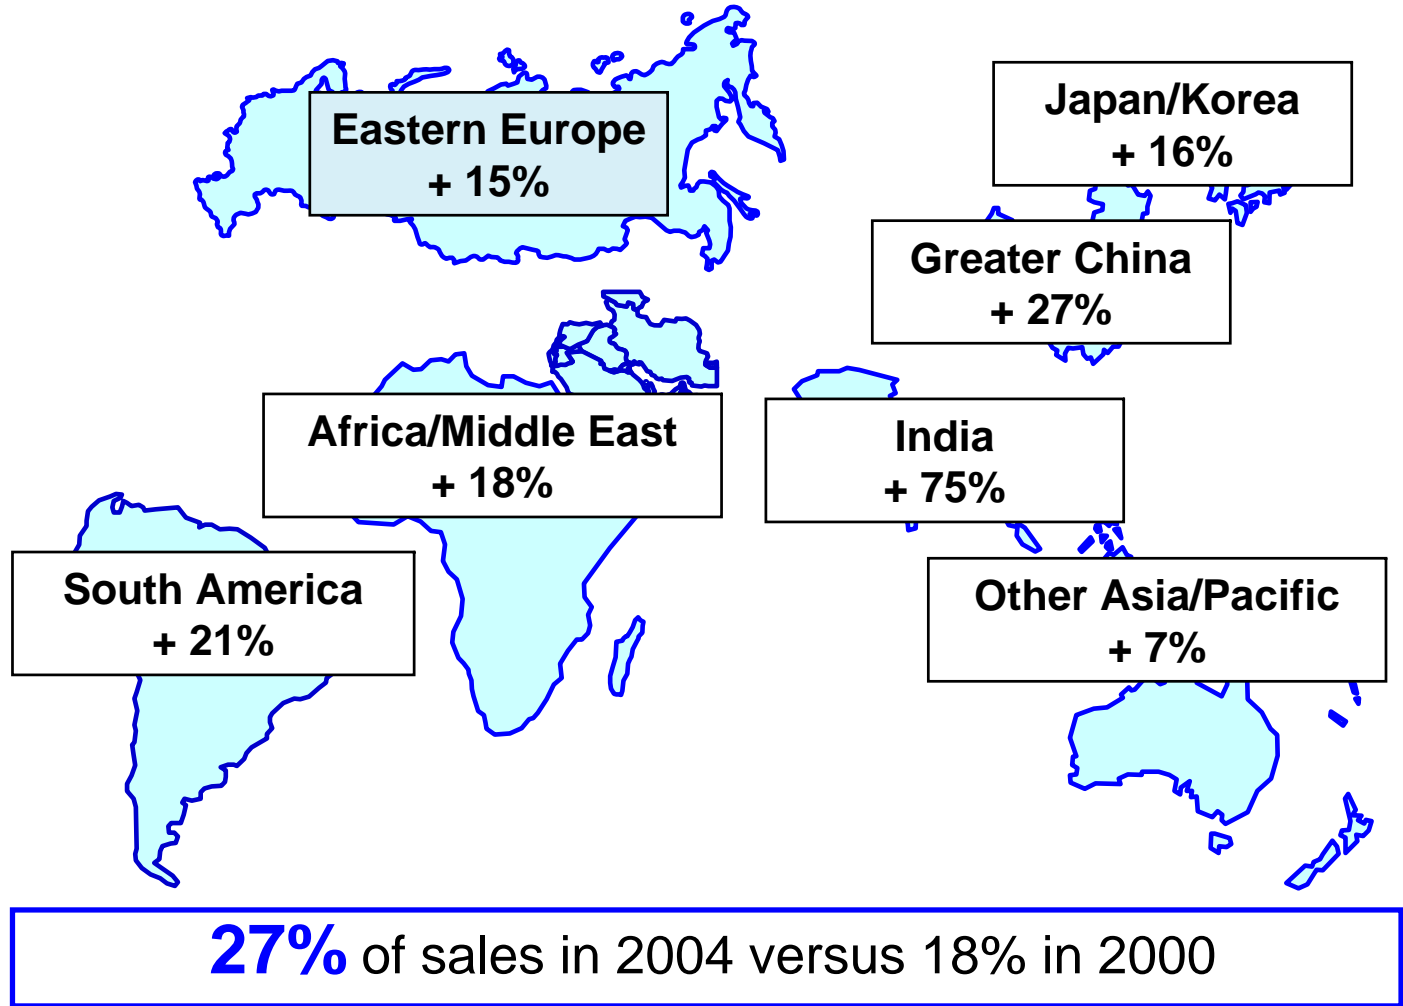 Eastern Europe
+ 15%
Japan/Korea
+ 16%
Greater China
+ 27%
Africa/Middle East
+ 18%
India
+ 75%
South America
+ 21%
Other Asia/Pacific
+ 7%
27% of sales in 2004 versus 18% in 2000